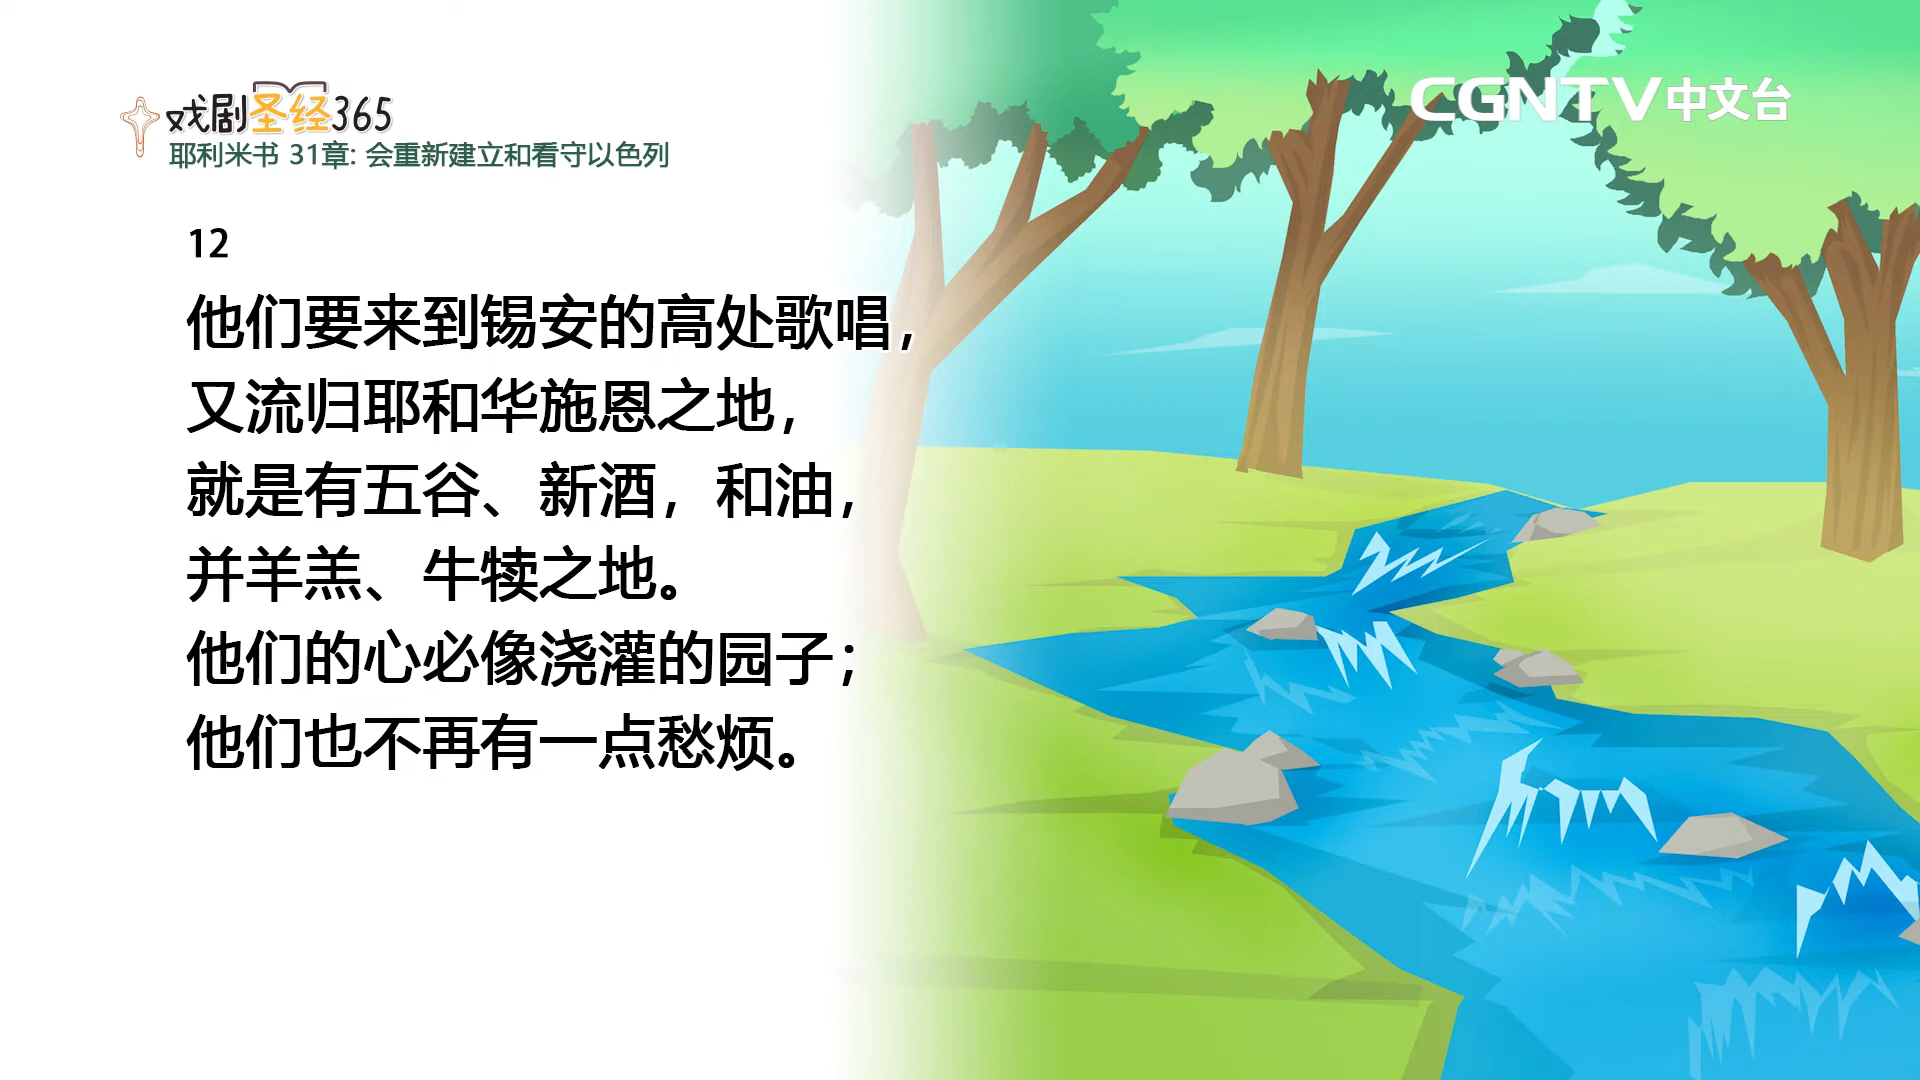 戏剧圣经365
CGNTV中文台
耶利米书 31章: 会重新建立和看守以色列
12
他们要来到锡安的高处歌唱，
又流归耶和华施恩之地，
就是有五谷、新酒，和油，
并羊羔、牛犊之地。
他们的心必像浇灌的园子；
他们也不再有一点愁烦。